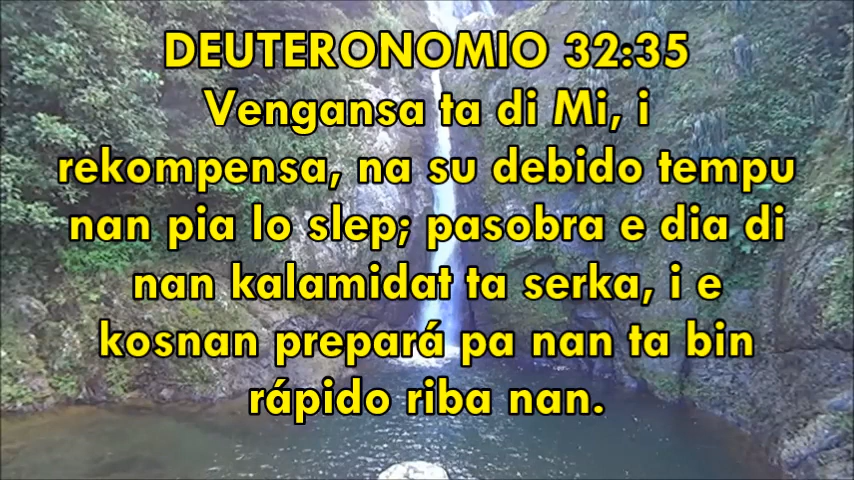 DEUTERONOMIO 32:35
Vengansa ta di Mi, i
rekompensa, na su debido tempu
nan pia lo slep; pasobra e dia di
nan kalamidat ta serka, i e
kosnan prepará pa nan ta bin
rápido riba nan.